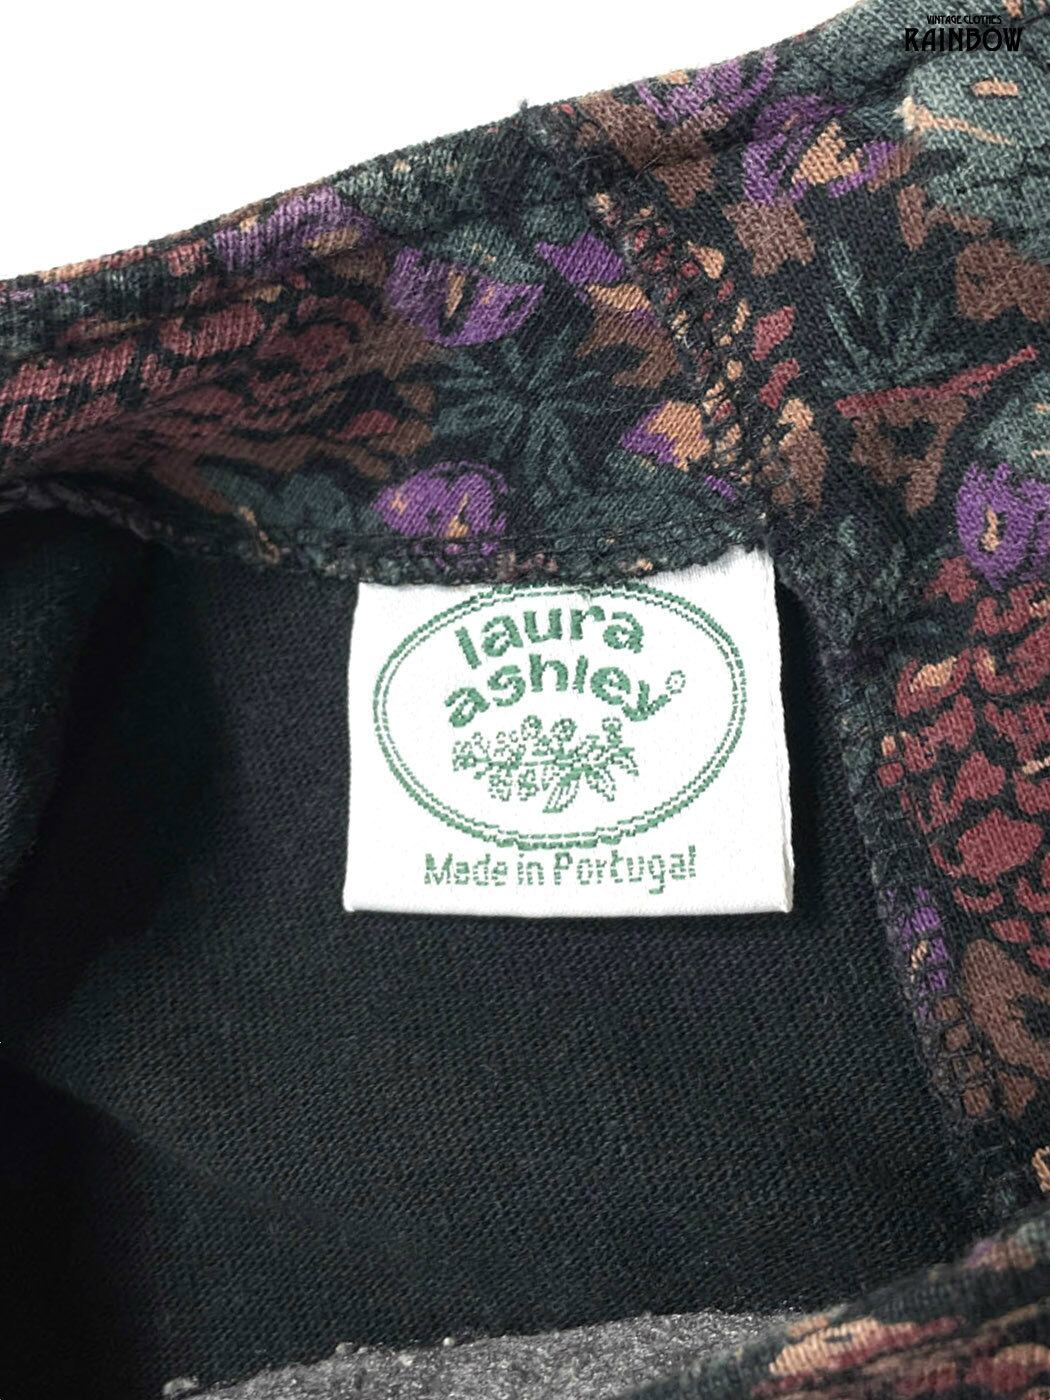 VINTAGE CLOTHES
RAINBOW
laura
ashley
Made in Portugal